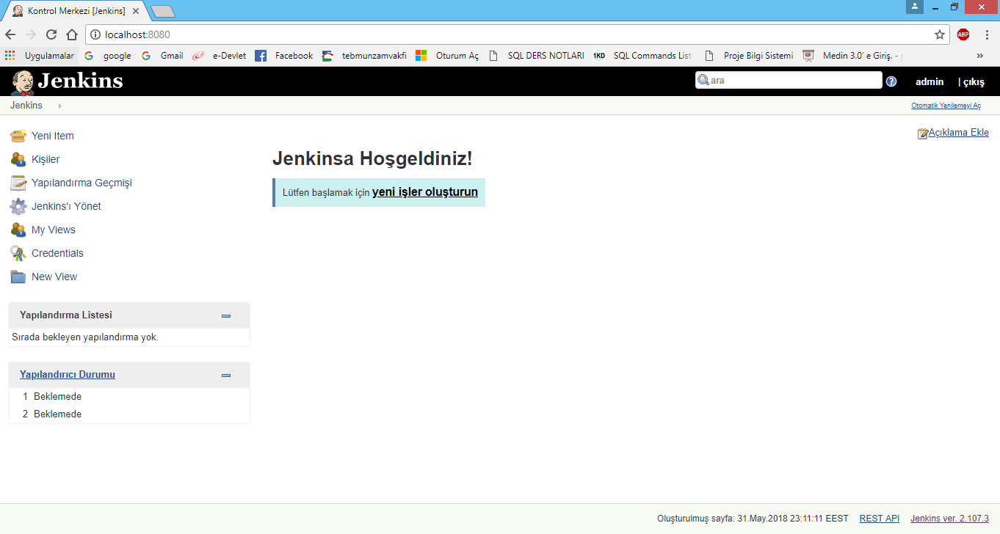 Kontrol Merkezi [Jenkins]
localhost:8080
ABP
Uygulamalar google Gmail e-Devlet Facebook tebmunzamvakfi Oturum Aç SQL DERS NOTLARI 1KD SQL Commands List Proje Bilgi Sistemi Medin 3.0' e Giriş. -
Jenkins ara admin | çıkış
Jenkins Otomatik Yenilemeyi Aç
Açıklama Ekle
Yeni Item
Kişiler
Yapılandırma Geçmişi
Jenkins'ı Yönet
My Views
Credentials
New View
Jenkinsa Hoşgeldiniz!
Lütfen başlamak için yeni işler oluşturun
Yapılandırma Listesi
Sırada bekleyen yapılandırma yok.
Yapılandırıcı Durumu
1 Beklemede
2 Beklemede
Oluşturulmuş sayfa: 31.May.2018 23:11:11 EEST REST API Jenkins ver. 2.107.3